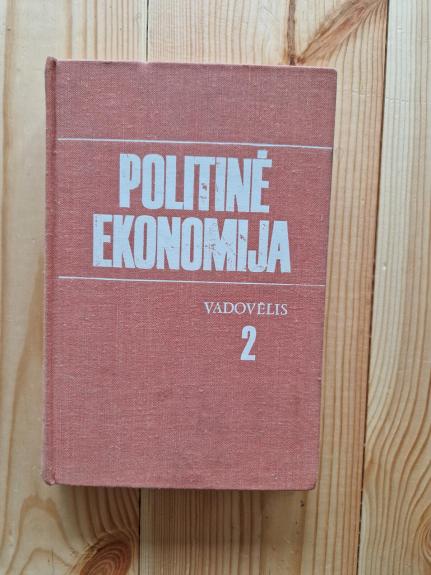 POLITINĖ
EKONOMIJA
VADOVĖLIS
2